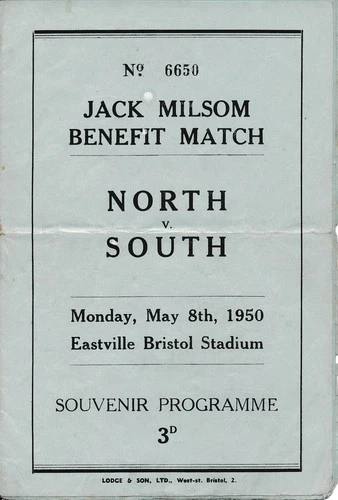 Nº 6650
JACK MILSOM
BENEFIT MATCH
NORTH
v.
SOUTH
Monday, May 8th, 1950
Eastville Bristol Stadium
SOUVENIR PROGRAMME
3ᴰ
LODGE & SON, LTD., West-st. Bristol, 2.